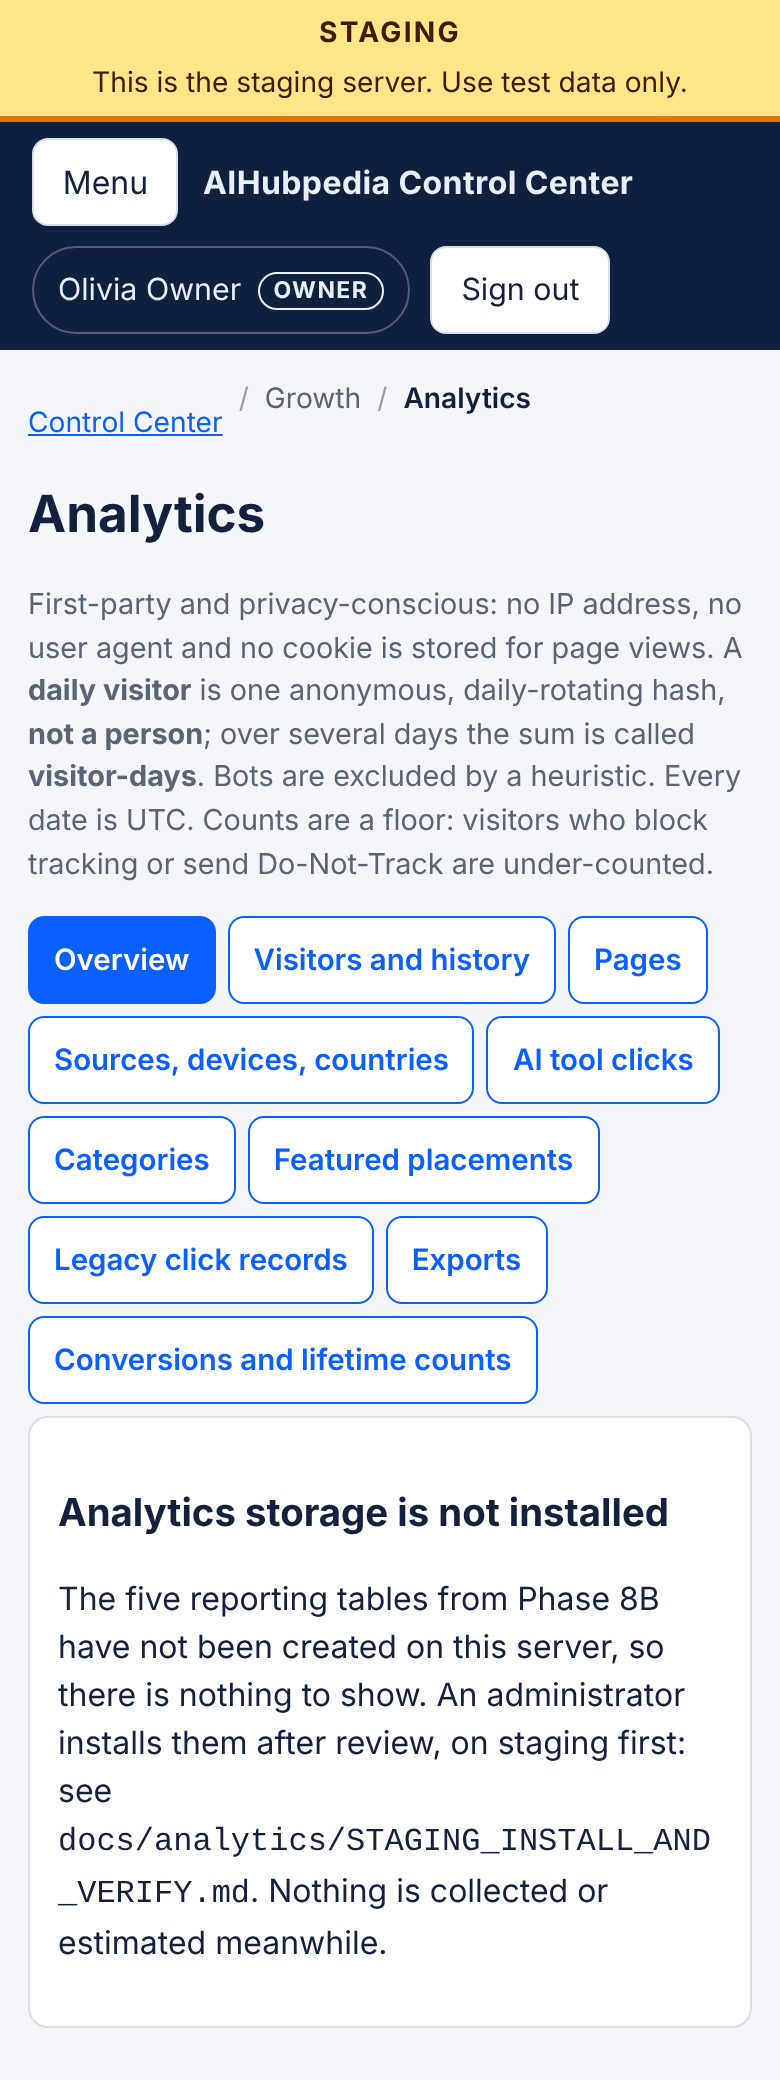 STAGING
This is the staging server. Use test data only.
Menu
AIHubpedia Control Center
Olivia Owner OWNER
Sign out
Control Center / Growth / Analytics
Analytics
First-party and privacy-conscious: no IP address, no
user agent and no cookie is stored for page views. A
daily visitor is one anonymous, daily-rotating hash,
not a person; over several days the sum is called
visitor-days. Bots are excluded by a heuristic. Every
date is UTC. Counts are a floor: visitors who block
tracking or send Do-Not-Track are under-counted.
Overview
Visitors and history
Pages
Sources, devices, countries
AI tool clicks
Categories
Featured placements
Legacy click records
Exports
Conversions and lifetime counts
Analytics storage is not installed
The five reporting tables from Phase 8B
have not been created on this server, so
there is nothing to show. An administrator
installs them after review, on staging first:
see
docs/analytics/STAGING_INSTALL_AND
_VERIFY.md. Nothing is collected or
estimated meanwhile.